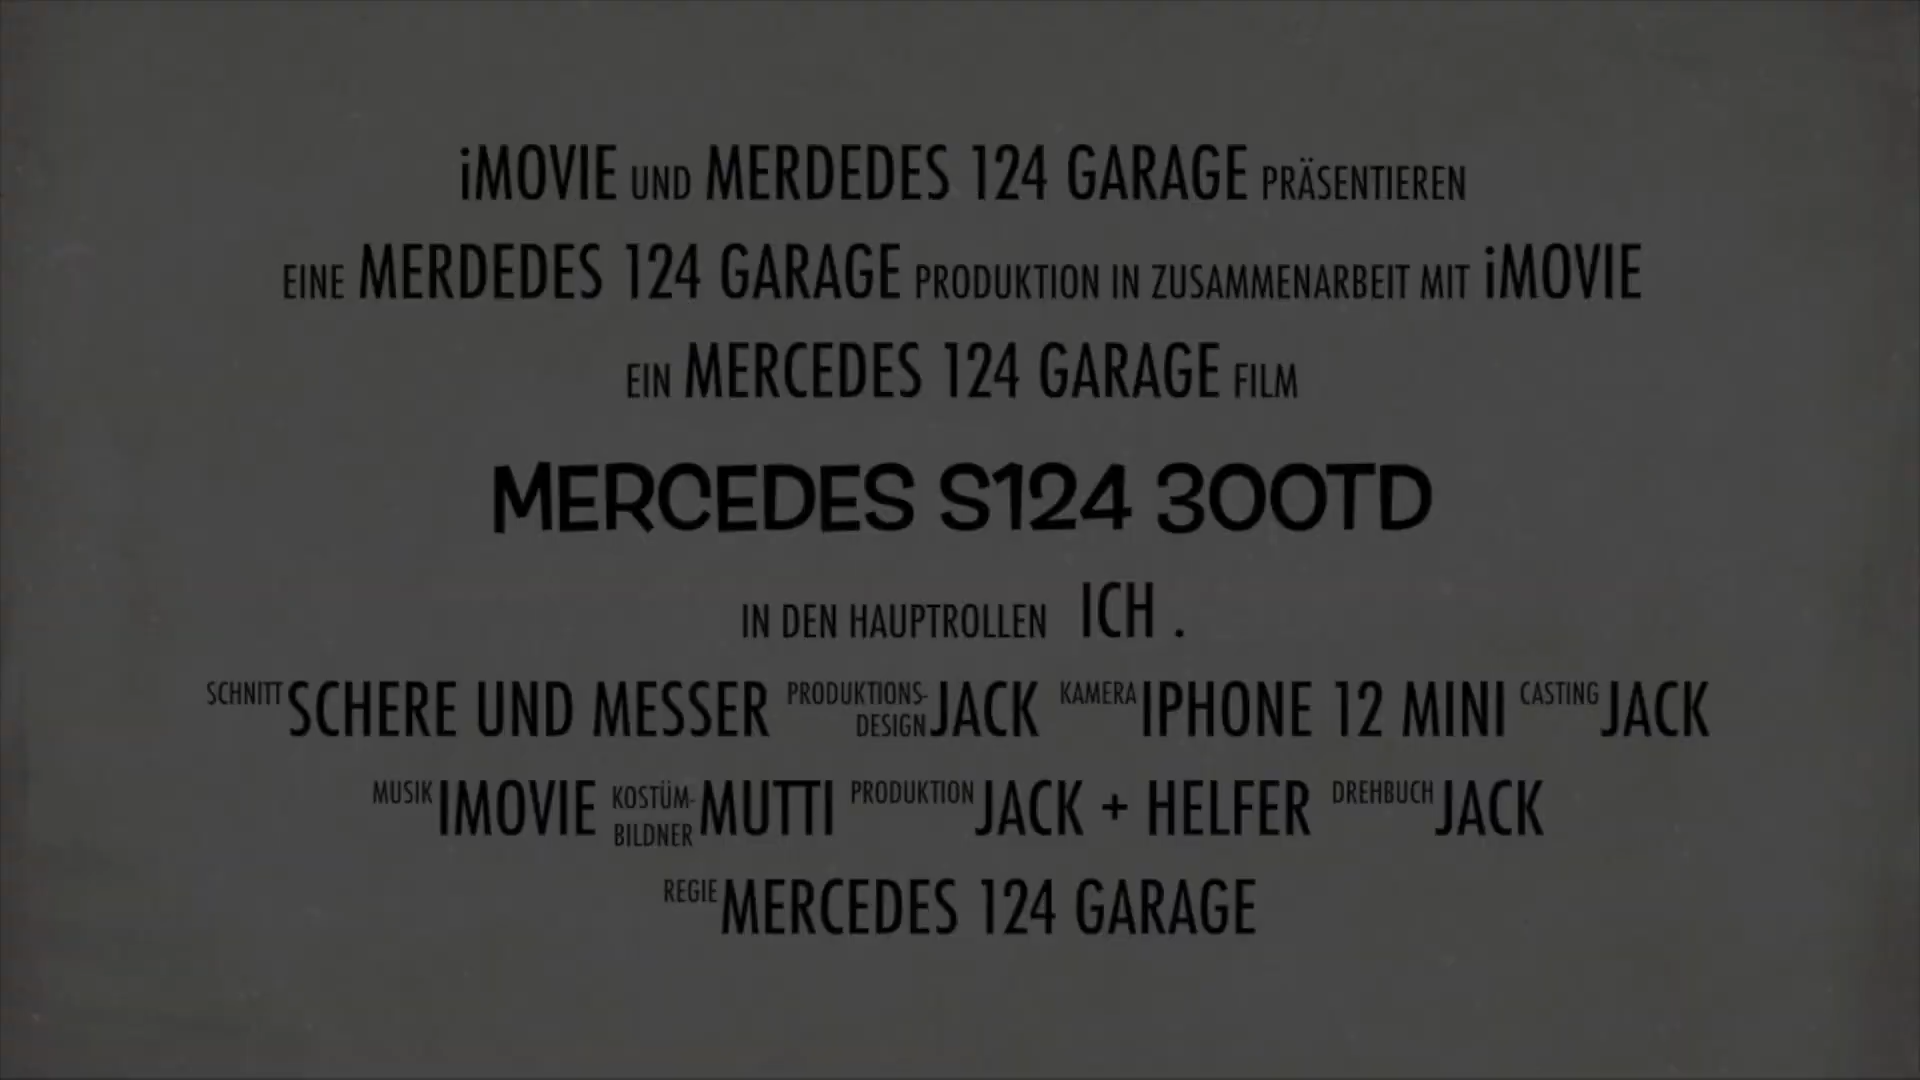 iMOVIE UND MERDEDES 124 GARAGE PRÄSENTIEREN
EINE MERDEDES 124 GARAGE PRODUKTION IN ZUSAMMENARBEIT MIT iMOVIE
EIN MERCEDES 124 GARAGE FILM
MERCEDES S124 300TD
IN DEN HAUPTROLLEN ICH .
SCHNITT SCHERE UND MESSER PRODUKTIONS-DESIGN JACK KAMERA IPHONE 12 MINI CASTING JACK
MUSIK IMOVIE KOSTÜM-BILDNER MUTTI PRODUKTION JACK + HELFER DREHBUCH JACK
REGIE MERCEDES 124 GARAGE